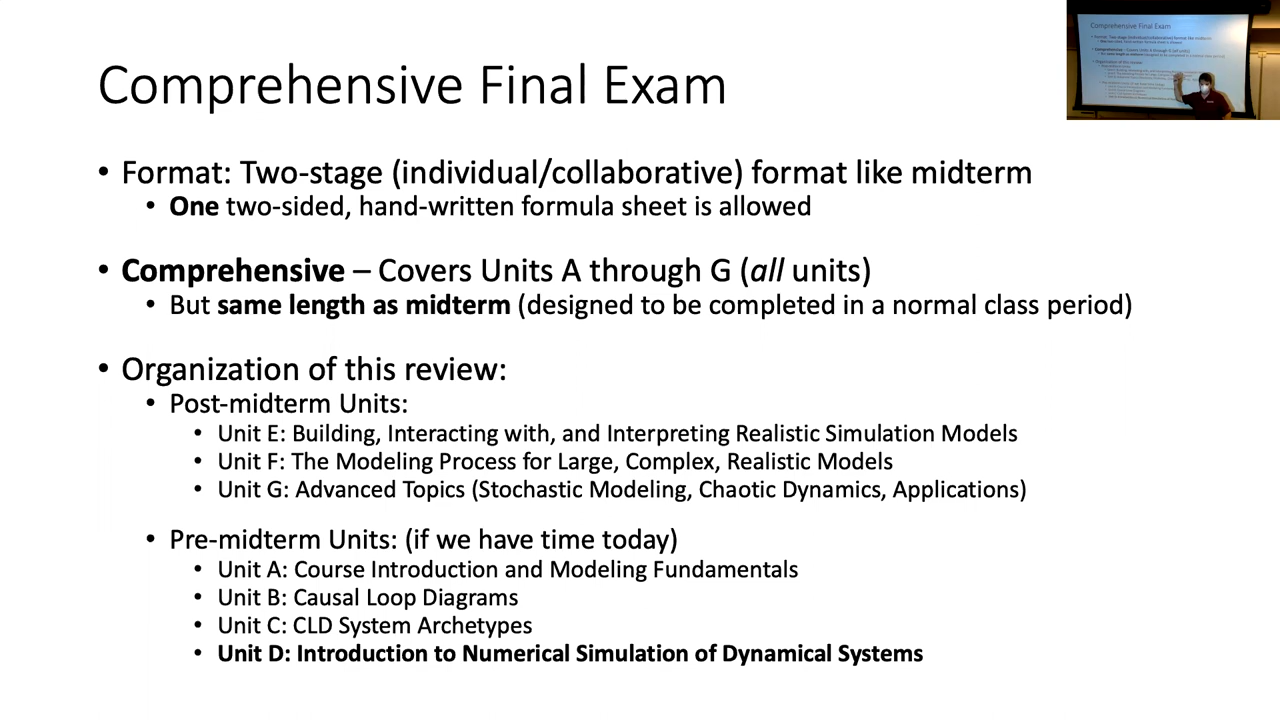 Comprehensive Final Exam
• Format: Two-stage (individual/collaborative) format like midterm
• One two-sided, hand-written formula sheet is allowed
• Comprehensive – Covers Units A through G (all units)
• But same length as midterm (designed to be completed in a normal class period)
• Organization of this review:
• Post-midterm Units:
• Unit E: Building, Interacting with, and Interpreting Realistic Simulation Models
• Unit F: The Modeling Process for Large, Complex, Realistic Models
• Unit G: Advanced Topics (Stochastic Modeling, Chaotic Dynamics, Applications)
• Pre-midterm Units: (if we have time today)
• Unit A: Course Introduction and Modeling Fundamentals
• Unit B: Causal Loop Diagrams
• Unit C: CLD System Archetypes
• Unit D: Introduction to Numerical Simulation of Dynamical Systems
Comprehensive Final Exam